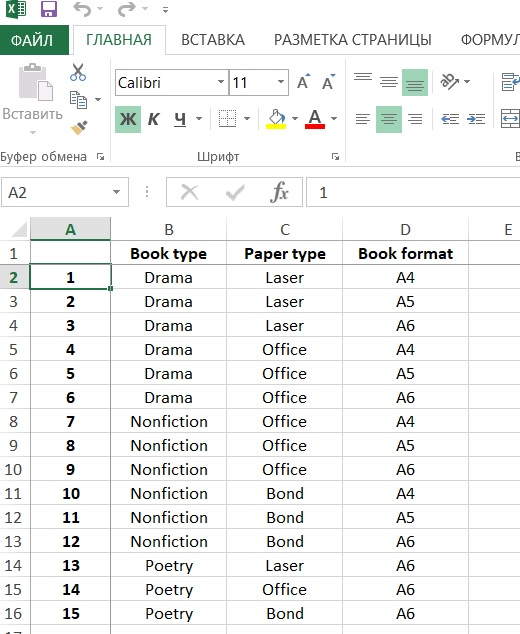 ФАЙЛ ГЛАВНАЯ ВСТАВКА РАЗМЕТКА СТРАНИЦЫ ФОРМУЛ
Вставить Calibri 11 A A
Ж К Ч A
Буфер обмена Шрифт
A2 fx 1
A B C D E
1 Book type Paper type Book format
2 1 Drama Laser A4
3 2 Drama Laser A5
4 3 Drama Laser A6
5 4 Drama Office A4
6 5 Drama Office A5
7 6 Drama Office A6
8 7 Nonfiction Office A4
9 8 Nonfiction Office A5
10 9 Nonfiction Office A6
11 10 Nonfiction Bond A4
12 11 Nonfiction Bond A5
13 12 Nonfiction Bond A6
14 13 Poetry Laser A6
15 14 Poetry Office A6
16 15 Poetry Bond A6